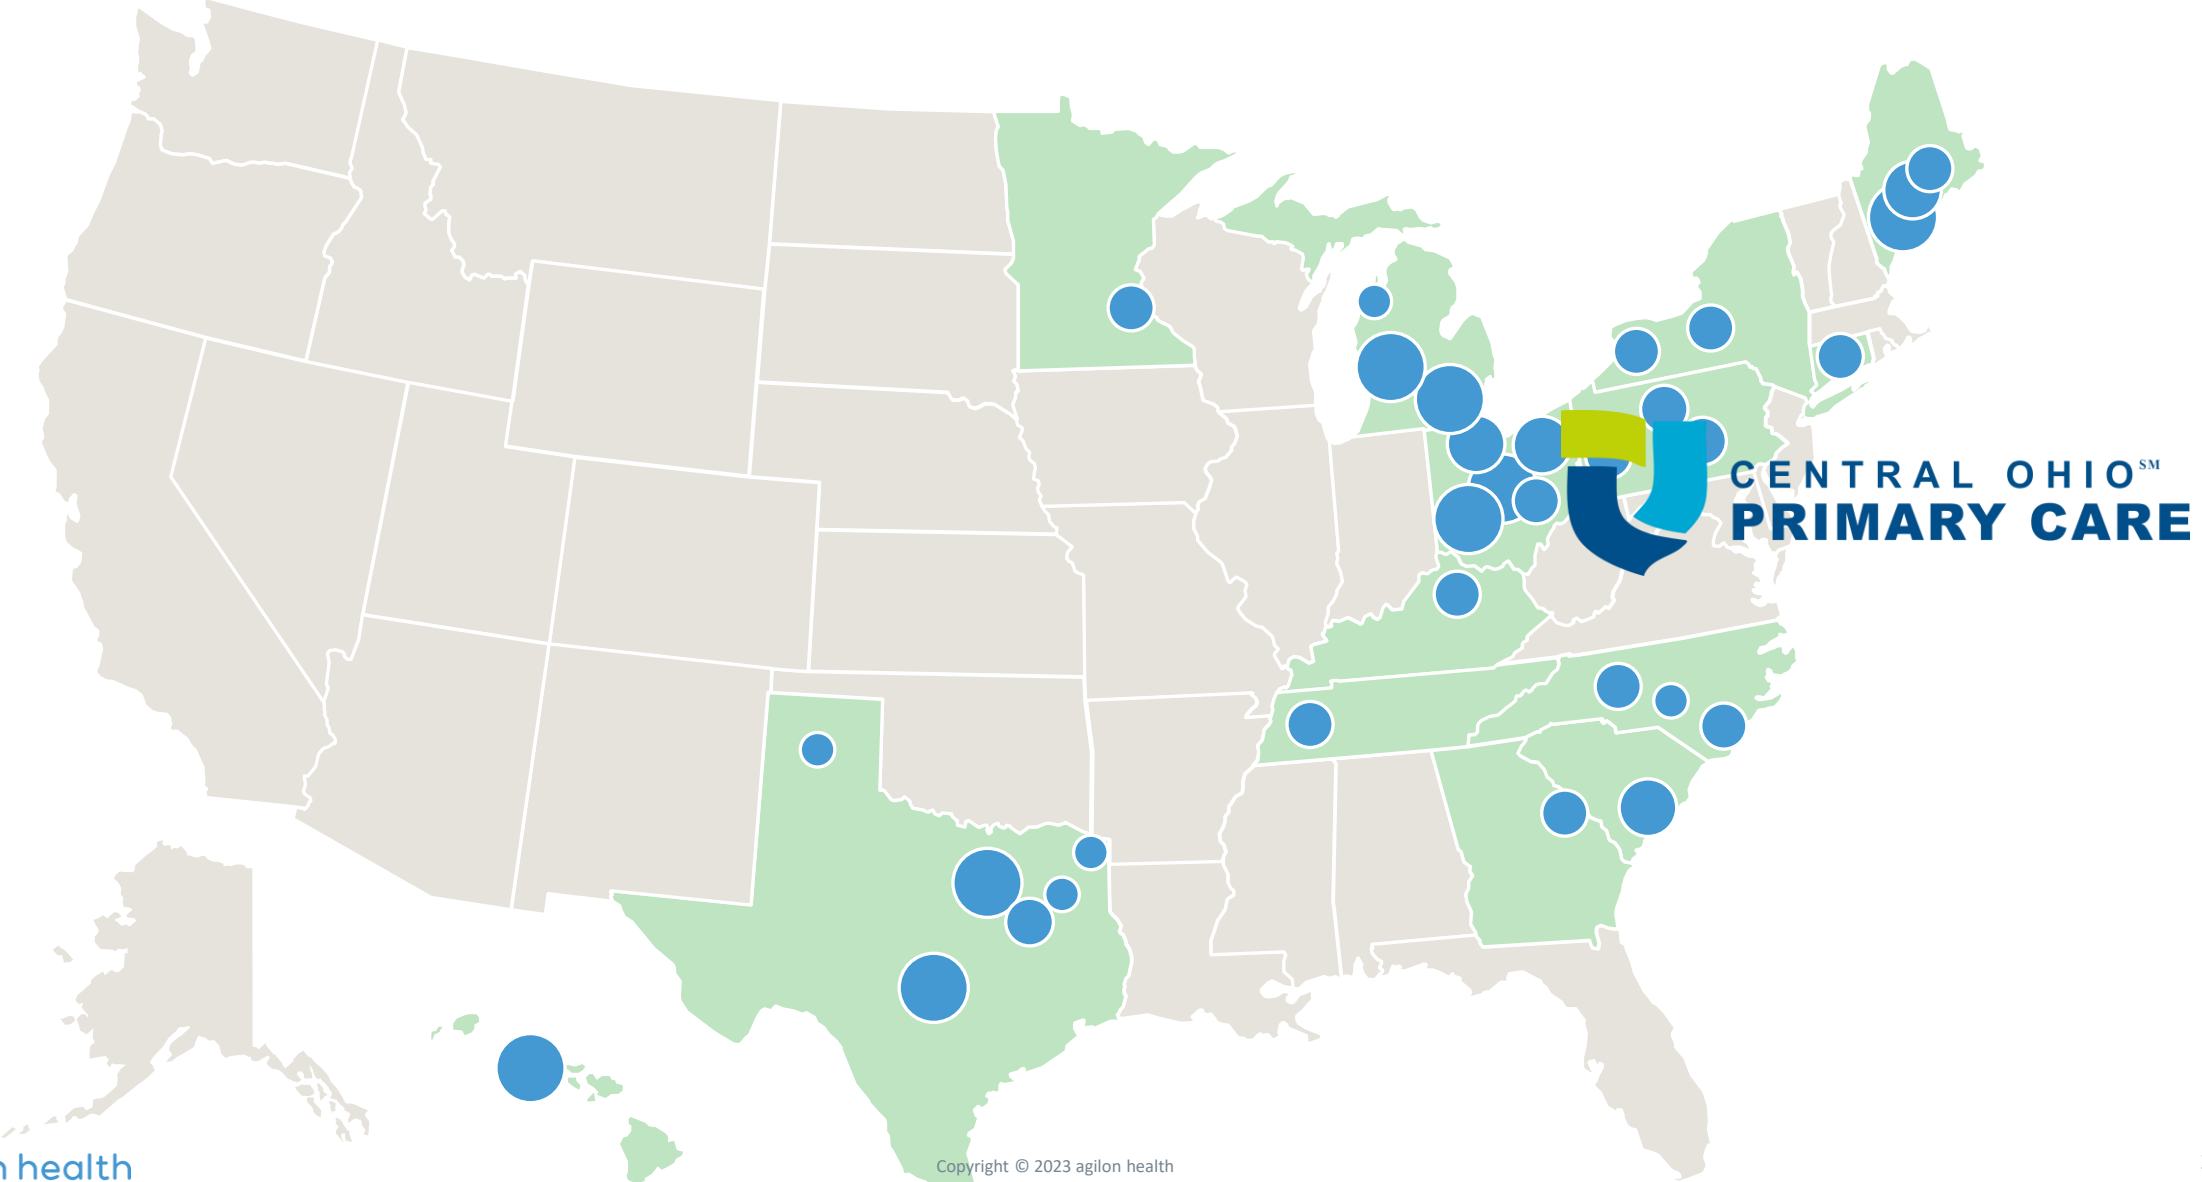 CENTRAL OHIO℠
PRIMARY CARE
health
Copyright © 2023 agilon health